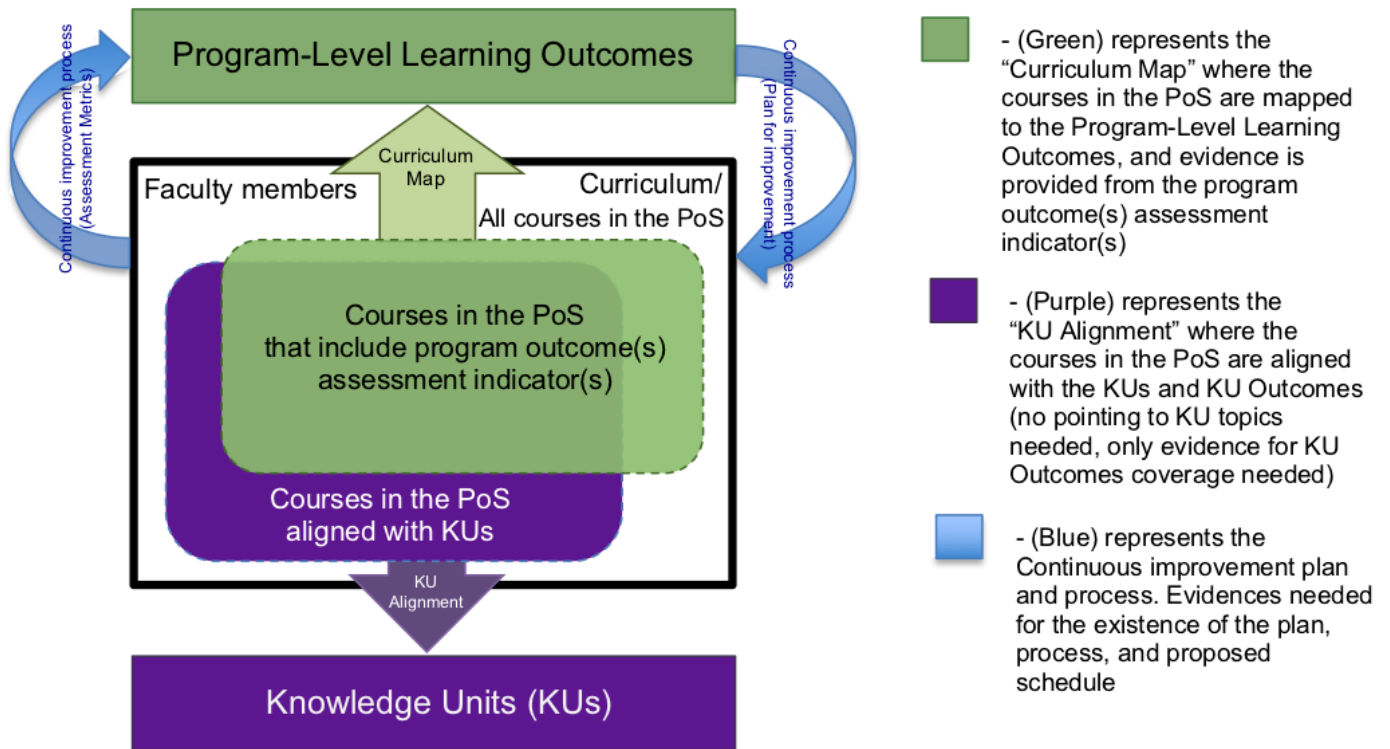 Program-Level Learning Outcomes
Continuous improvement process
(Assessment Metrics)
Continuous improvement process
(Plan for improvement)
Curriculum
Map
Faculty members
Curriculum/
All courses in the PoS
Courses in the PoS
that include program outcome(s)
assessment indicator(s)
Courses in the PoS
aligned with KUs
KU
Alignment
Knowledge Units (KUs)
- (Green) represents the
“Curriculum Map” where the
courses in the PoS are mapped
to the Program-Level Learning
Outcomes, and evidence is
provided from the program
outcome(s) assessment
indicator(s)
- (Purple) represents the
“KU Alignment” where the
courses in the PoS are aligned
with the KUs and KU Outcomes
(no pointing to KU topics
needed, only evidence for KU
Outcomes coverage needed)
- (Blue) represents the
Continuous improvement plan
and process. Evidences needed
for the existence of the plan,
process, and proposed
schedule